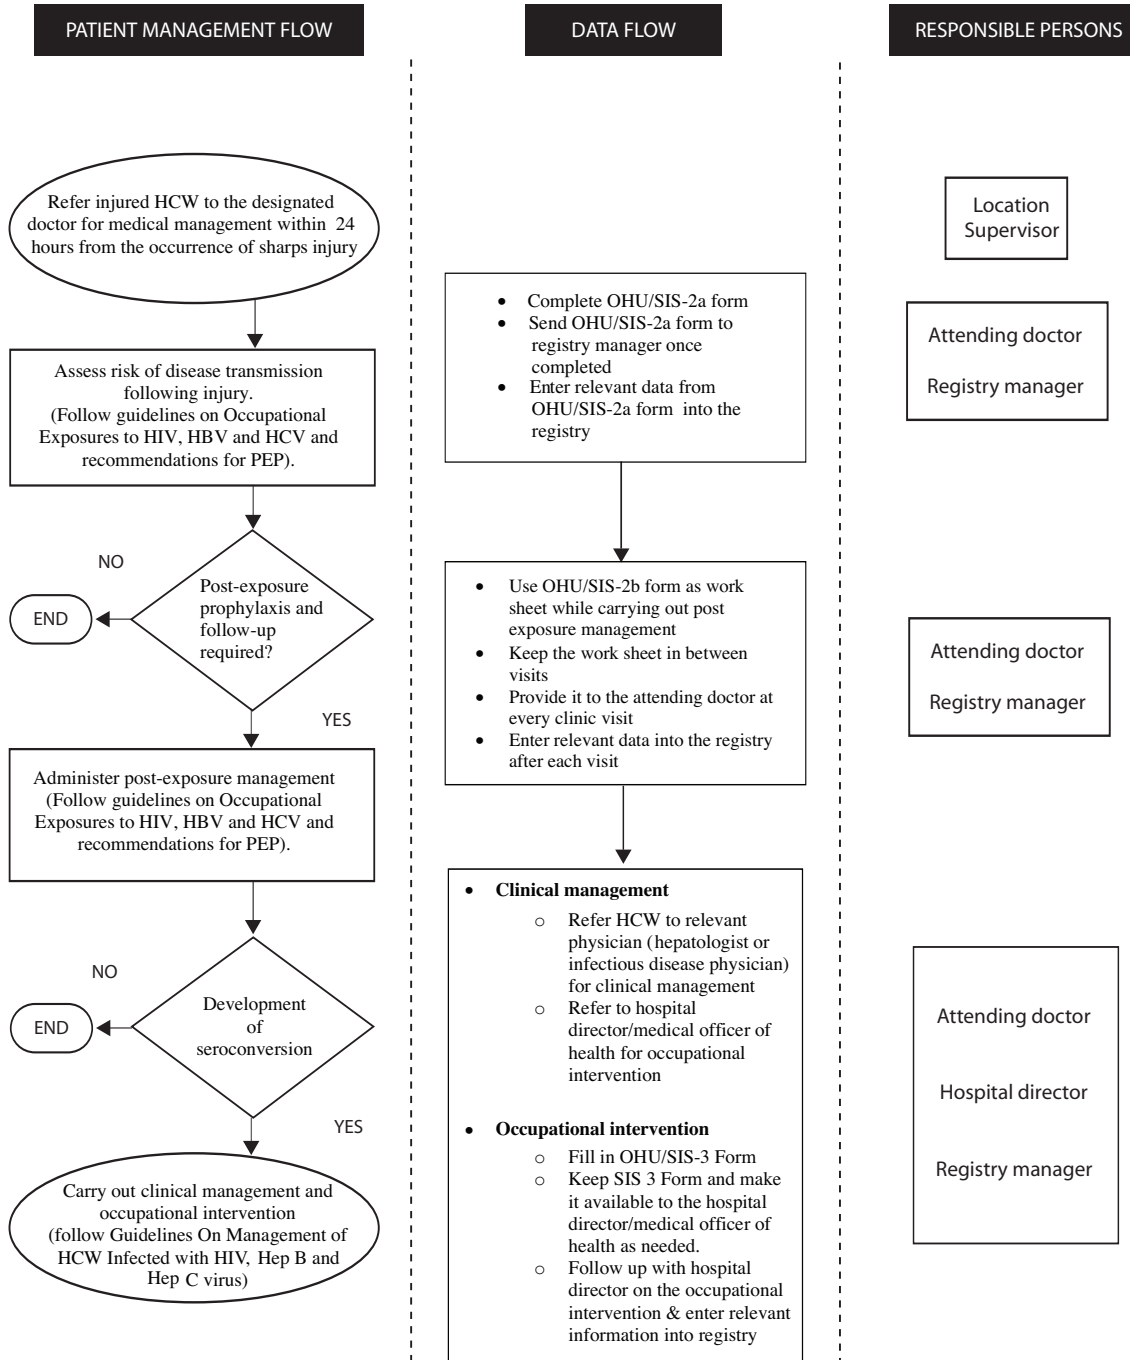 PATIENT MANAGEMENT FLOW
DATA FLOW
RESPONSIBLE PERSONS
Refer injured HCW to the designated
doctor for medical management within 24
hours from the occurrence of sharps injury
Assess risk of disease transmission
following injury.
(Follow guidelines on Occupational
Exposures to HIV, HBV and HCV and
recommendations for PEP).
NO
Post-exposure
prophylaxis and
follow-up
required?
END
YES
Administer post-exposure management
(Follow guidelines on Occupational
Exposures to HIV, HBV and HCV and
recommendations for PEP).
NO
Development
of
seroconversion
END
YES
Carry out clinical management and
occupational intervention
(follow Guidelines On Management of
HCW Infected with HIV, Hep B and
Hep C virus)
• Complete OHU/SIS-2a form
• Send OHU/SIS-2a form to
registry manager once
completed
• Enter relevant data from
OHU/SIS-2a form into the
registry
• Use OHU/SIS-2b form as work
sheet while carrying out post
exposure management
• Keep the work sheet in between
visits
• Provide it to the attending doctor at
every clinic visit
• Enter relevant data into the registry
after each visit
• Clinical management
o Refer HCW to relevant
physician (hepatologist or
infectious disease physician)
for clinical management
o Refer to hospital
director/medical officer of
health for occupational
intervention
• Occupational intervention
o Fill in OHU/SIS-3 Form
o Keep SIS 3 Form and make
it available to the hospital
director/medical officer of
health as needed.
o Follow up with hospital
director on the occupational
intervention & enter relevant
information into registry
Location
Supervisor
Attending doctor
Registry manager
Attending doctor
Registry manager
Attending doctor
Hospital director
Registry manager